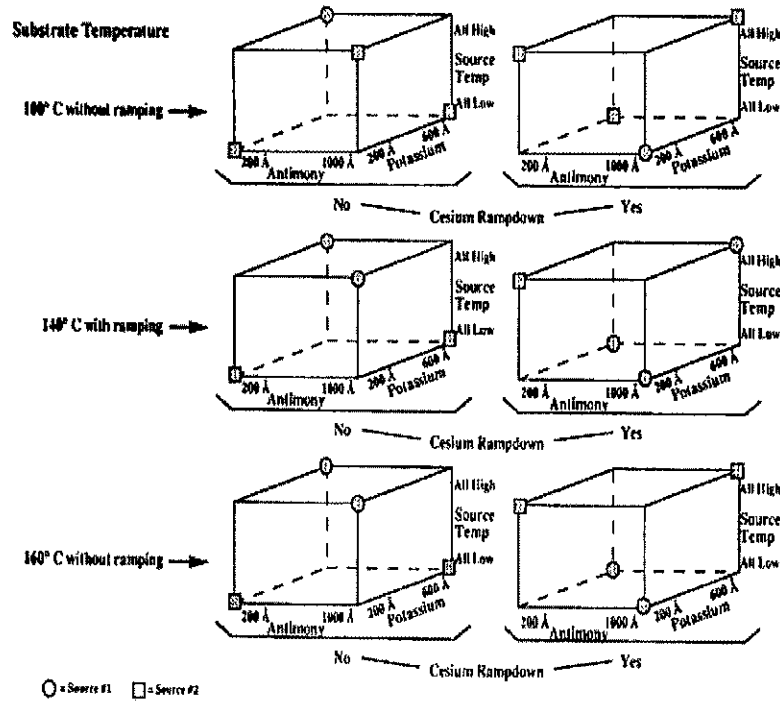 Substrate Temperature
All High
Source
Temp
All Low
600 Å
200 Å
Potassium
200 Å
1000 Å
Antimony
All High
Source
Temp
All Low
600 Å
200 Å
Potassium
200 Å
1000 Å
Antimony
100° C without ramping
No
Cesium Rampdown
Yes
All High
Source
Temp
All Low
600 Å
200 Å
Potassium
200 Å
1000 Å
Antimony
All High
Source
Temp
All Low
600 Å
200 Å
Potassium
200 Å
1000 Å
Antimony
140° C with ramping
No
Cesium Rampdown
Yes
All High
Source
Temp
All Low
600 Å
200 Å
Potassium
200 Å
1000 Å
Antimony
All High
Source
Temp
All Low
600 Å
200 Å
Potassium
200 Å
1000 Å
Antimony
160° C without ramping
No
Cesium Rampdown
Yes
= Source #1 = Source #2